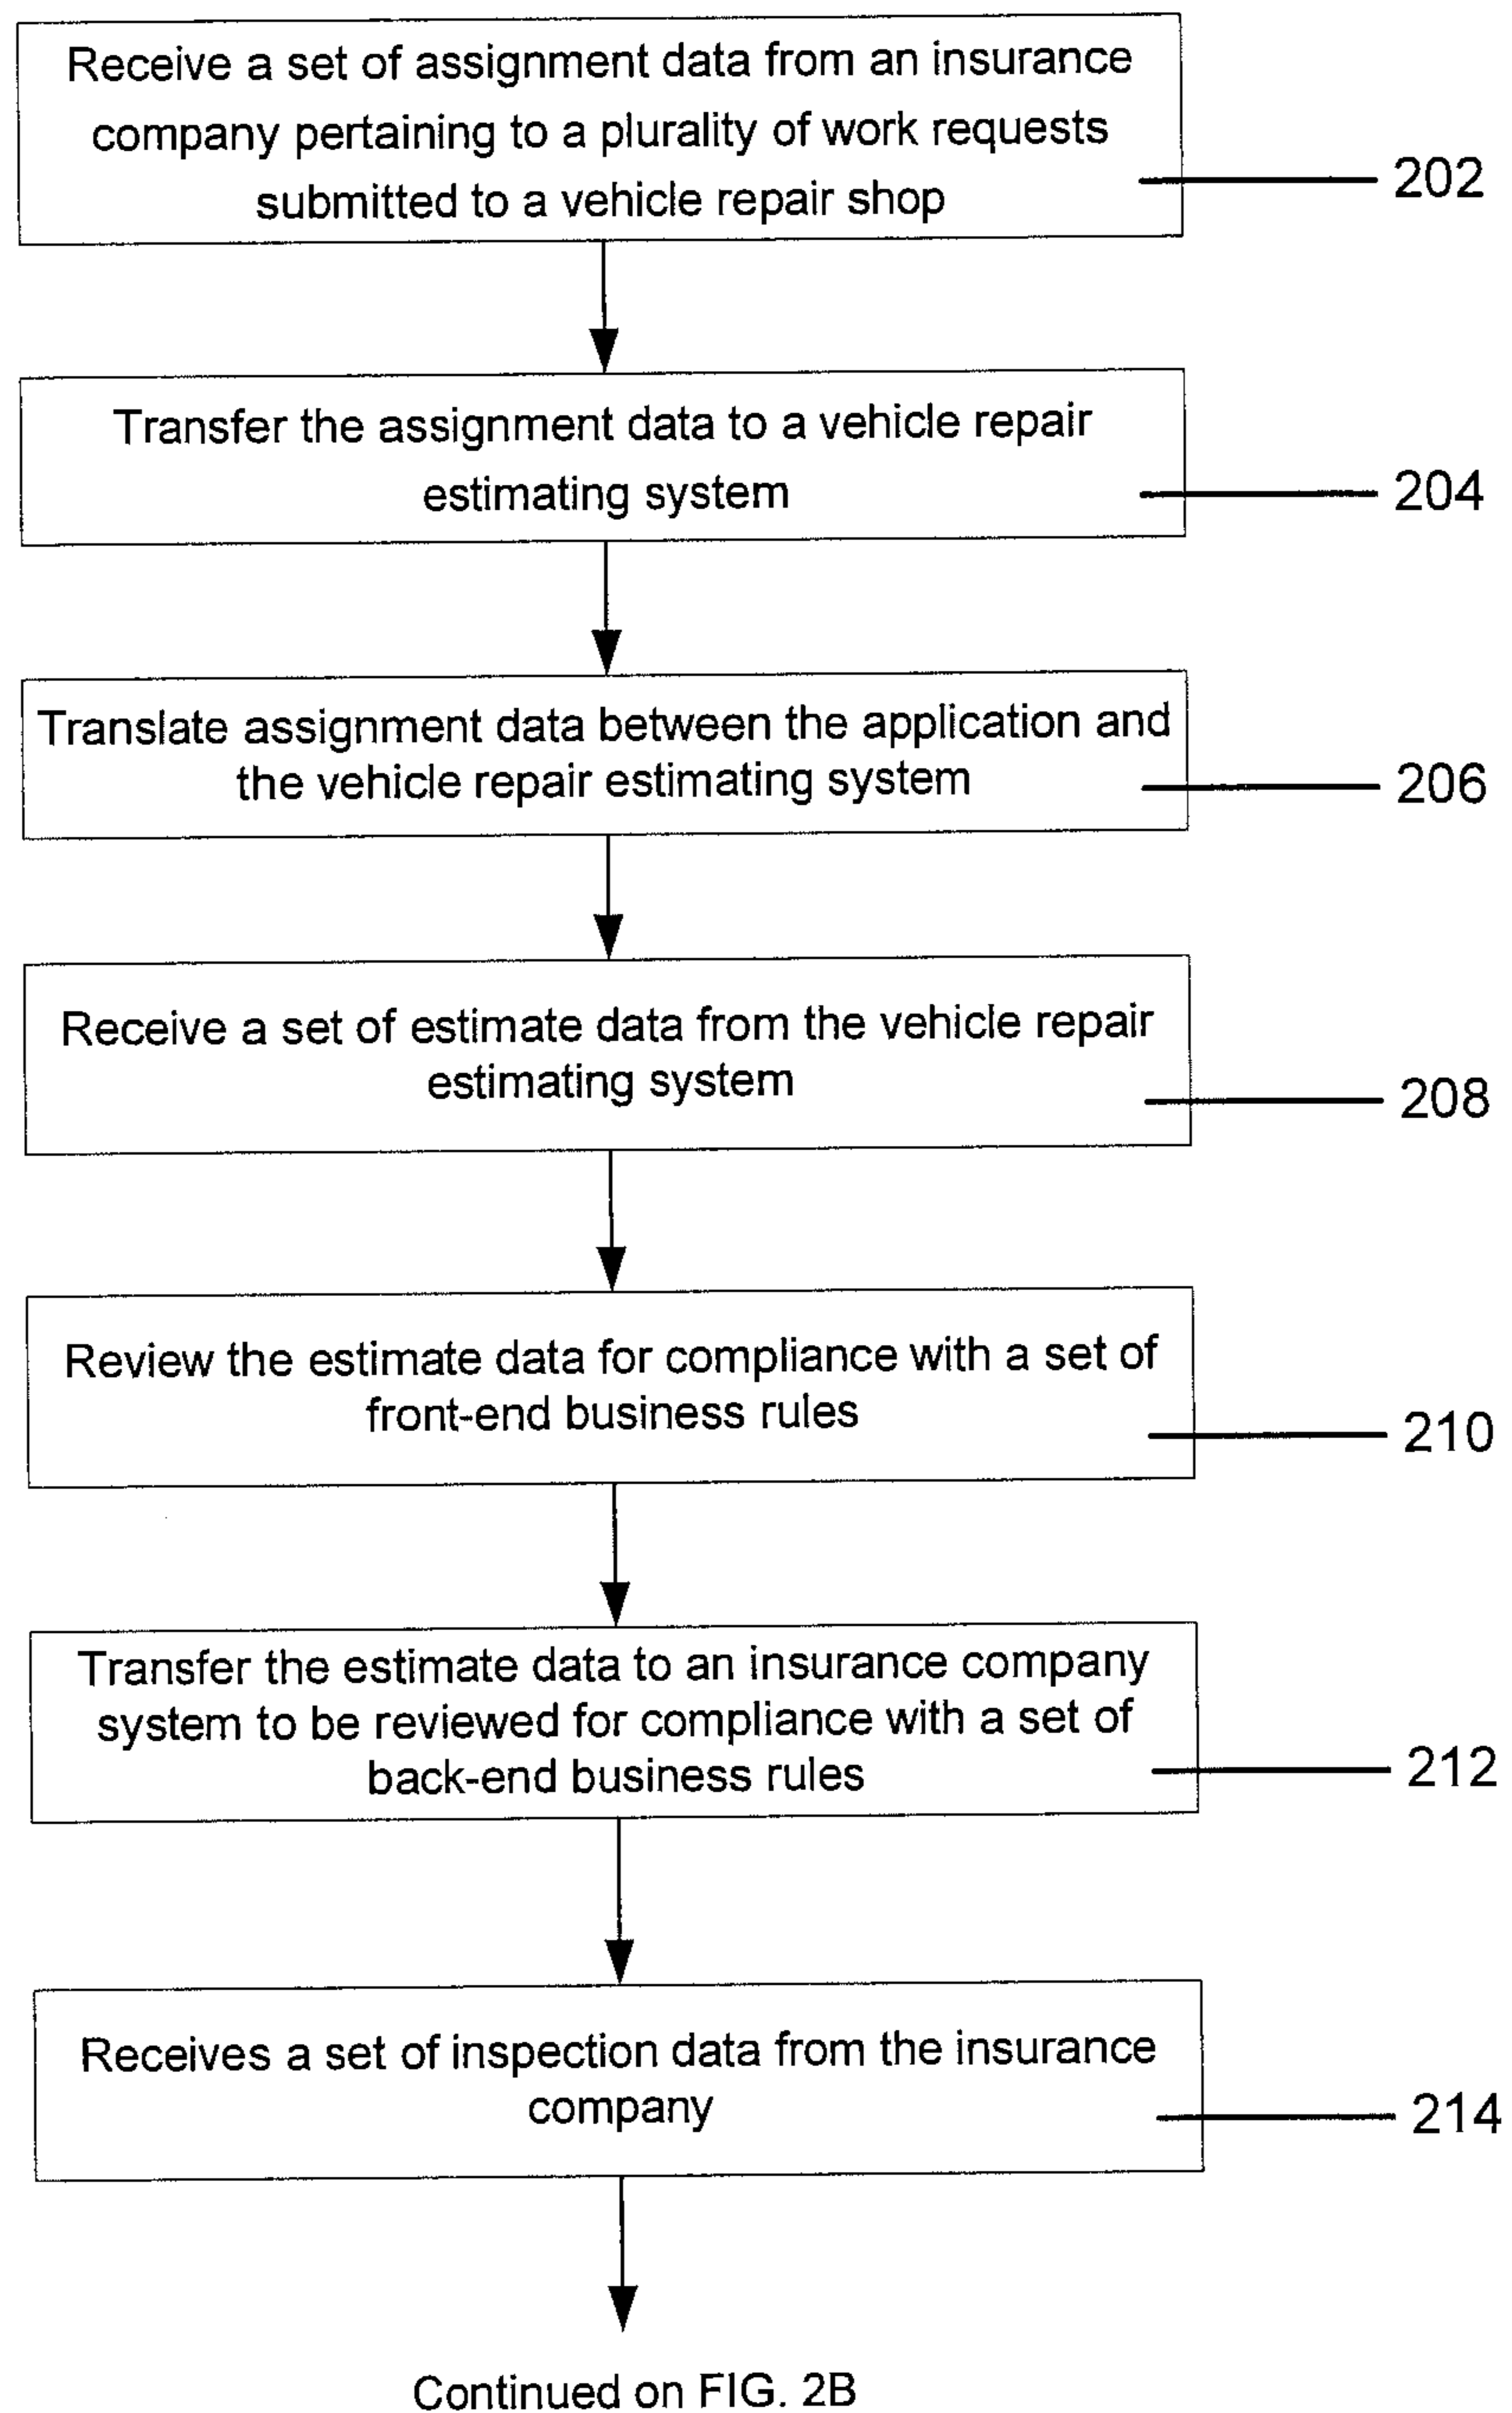 Receive a set of assignment data from an insurance
company pertaining to a plurality of work requests
submitted to a vehicle repair shop
202
Transfer the assignment data to a vehicle repair
estimating system
204
Translate assignment data between the application and
the vehicle repair estimating system
206
Receive a set of estimate data from the vehicle repair
estimating system
208
Review the estimate data for compliance with a set of
front-end business rules
210
Transfer the estimate data to an insurance company
system to be reviewed for compliance with a set of
back-end business rules
212
Receives a set of inspection data from the insurance
company
214
Continued on FIG. 2B